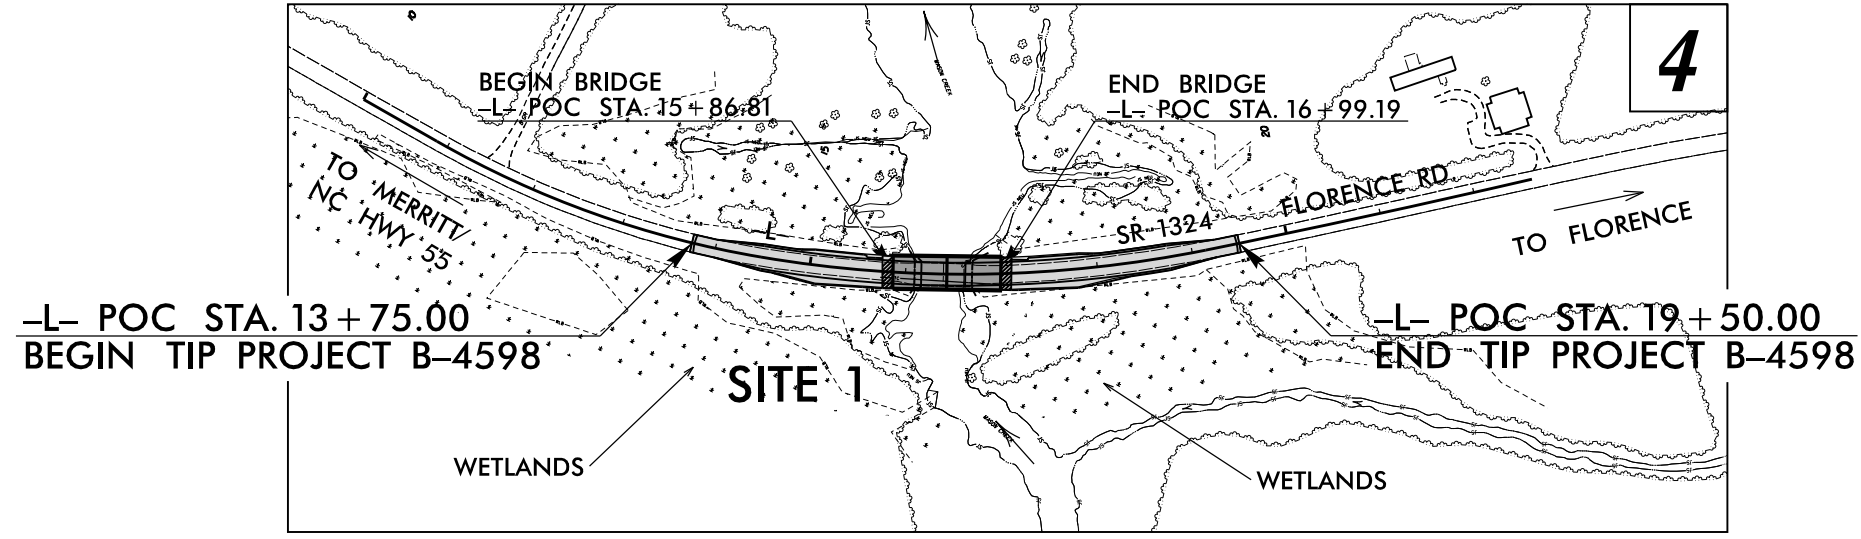 4
BEGIN BRIDGE
–L– POC STA. 15+86.81
END BRIDGE
–L– POC STA. 16+99.19
TO MERRITT/
NC HWY 55
L
SR 1324
FLORENCE RD
TO FLORENCE
–L– POC STA. 13+75.00
BEGIN TIP PROJECT B–4598
–L– POC STA. 19+50.00
END TIP PROJECT B–4598
SITE 1
WETLANDS
WETLANDS